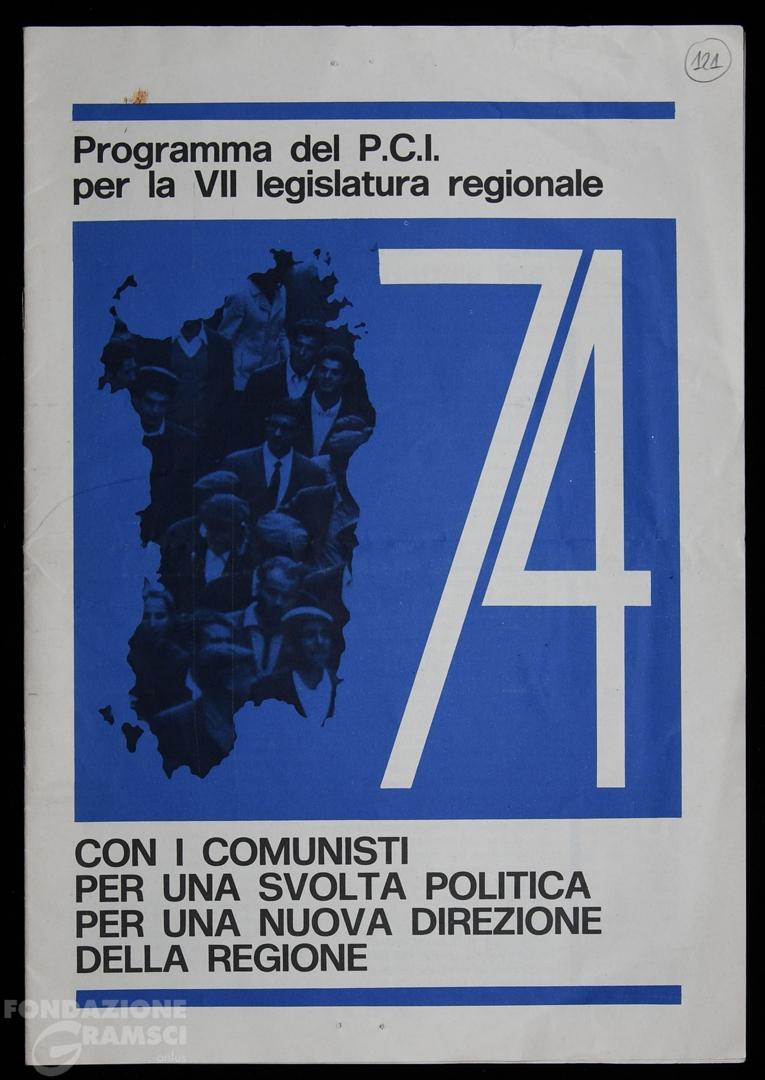 121
Programma del P.C.I.
per la VII legislatura regionale
74
CON I COMUNISTI
PER UNA SVOLTA POLITICA
PER UNA NUOVA DIREZIONE
DELLA REGIONE
FONDAZIONE
GRAMSCI
onlus